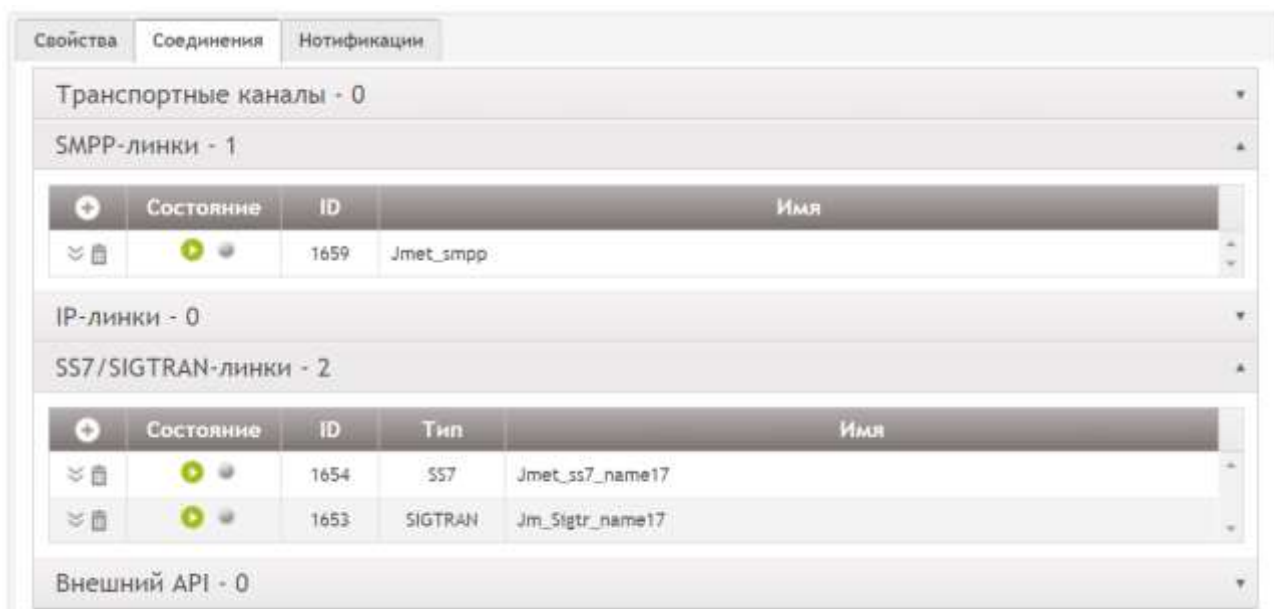 Свойства Соединения Нотификации
Транспортные каналы - 0
SMPP-линки - 1
Состояние ID Имя
1659 Jmet_smpp
IP-линки - 0
SS7/SIGTRAN-линки - 2
Состояние ID Тип Имя
1654 SS7 Jmet_ss7_name17
1653 SIGTRAN Jm_Sigtr_name17
Внешний API - 0